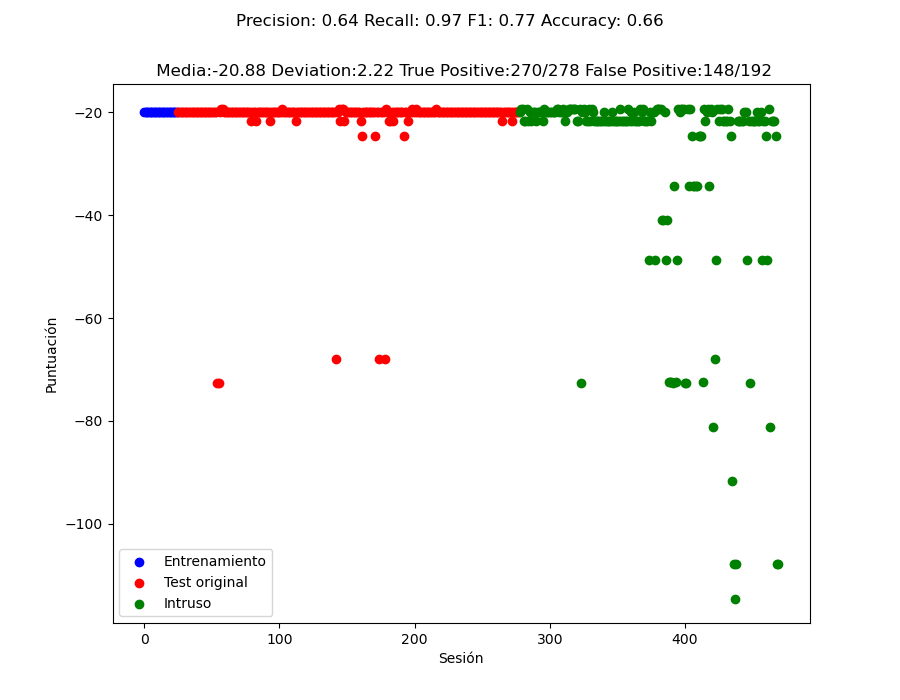 Precision: 0.64 Recall: 0.97 F1: 0.77 Accuracy: 0.66
Media:-20.88 Deviation:2.22 True Positive:270/278 False Positive:148/192
−20
−40
−60
−80
−100
Puntuación
Entrenamiento
Test original
Intruso
0
100
200
300
400
Sesión